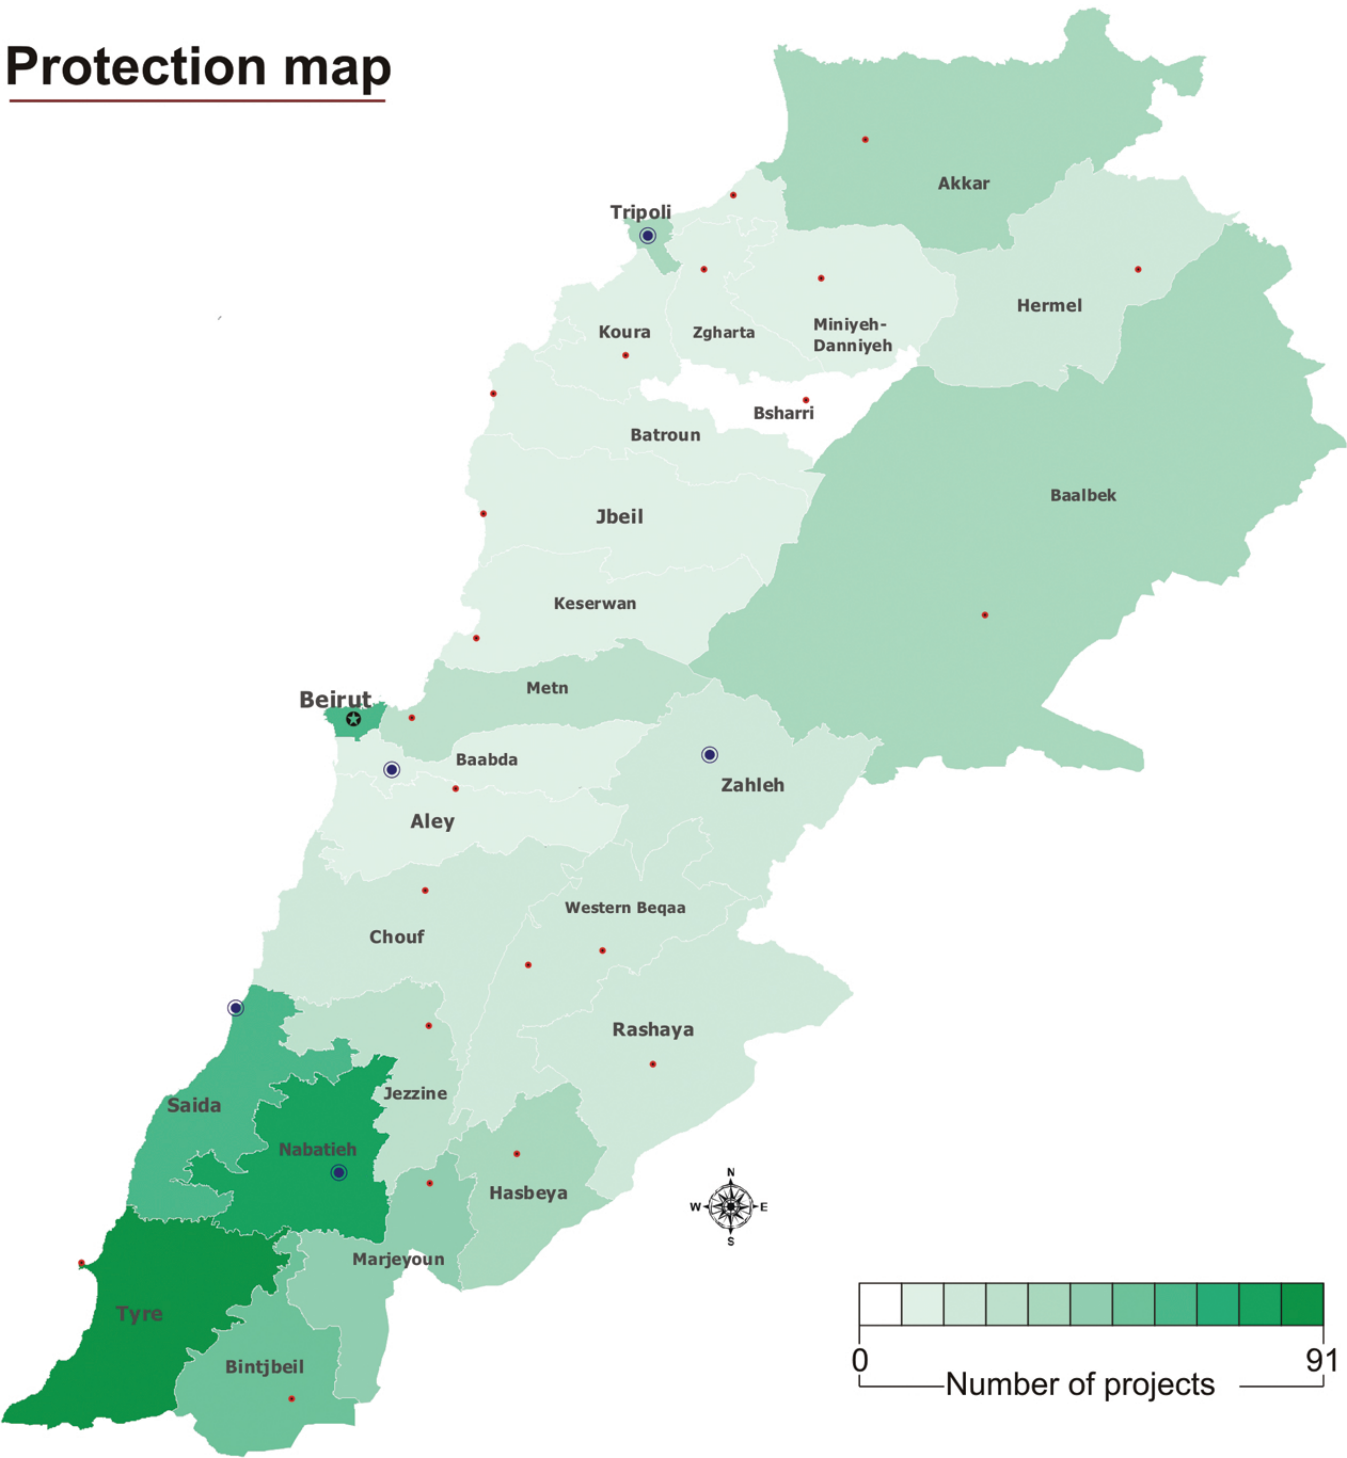 Protection map
Akkar
Tripoli
Hermel
Koura
Zgharta
Miniyeh-
Danniyeh
Bsharri
Batroun
Baalbek
Jbeil
Keserwan
Metn
Beirut
Baabda
Zahleh
Aley
Western Beqaa
Chouf
Rashaya
Jezzine
Saida
Nabatieh
Hasbeya
N
W E
S
Marjeyoun
Tyre
Bintjbeil
0 91
Number of projects